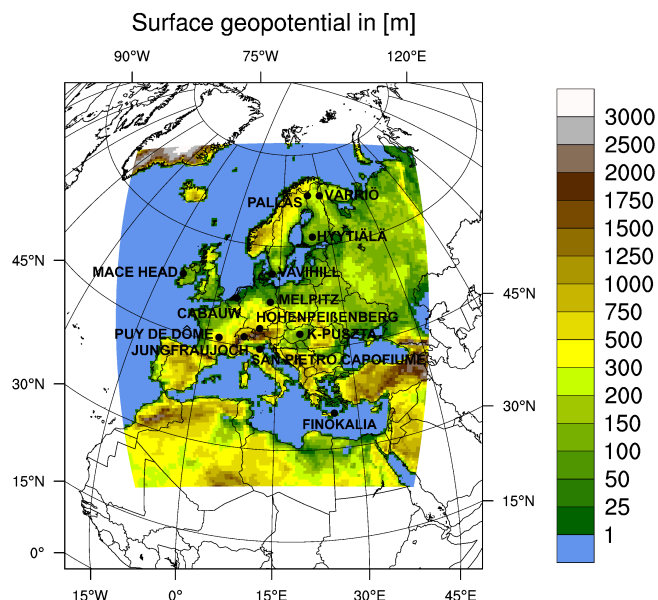 Surface geopotential in [m]
90°W 75°W 120°E
3000
2500
2000
1750
1500
1250
1000
750
500
300
200
150
100
50
25
1
PALLAS VÄRRIÖ
HYYTIÄLÄ
45°N MACE HEAD VAVIHILL
45°N
CABAUW MELPITZ
HOHENPEIßENBERG
PUY DE DÔME K-PUSZTA
JUNGFRAUJOCH
SAN PIETRO CAPOFIUME
30°N
30°N
FINOKALIA
15°N
15°N
0°
15°W 0° 15°E 30°E 45°E